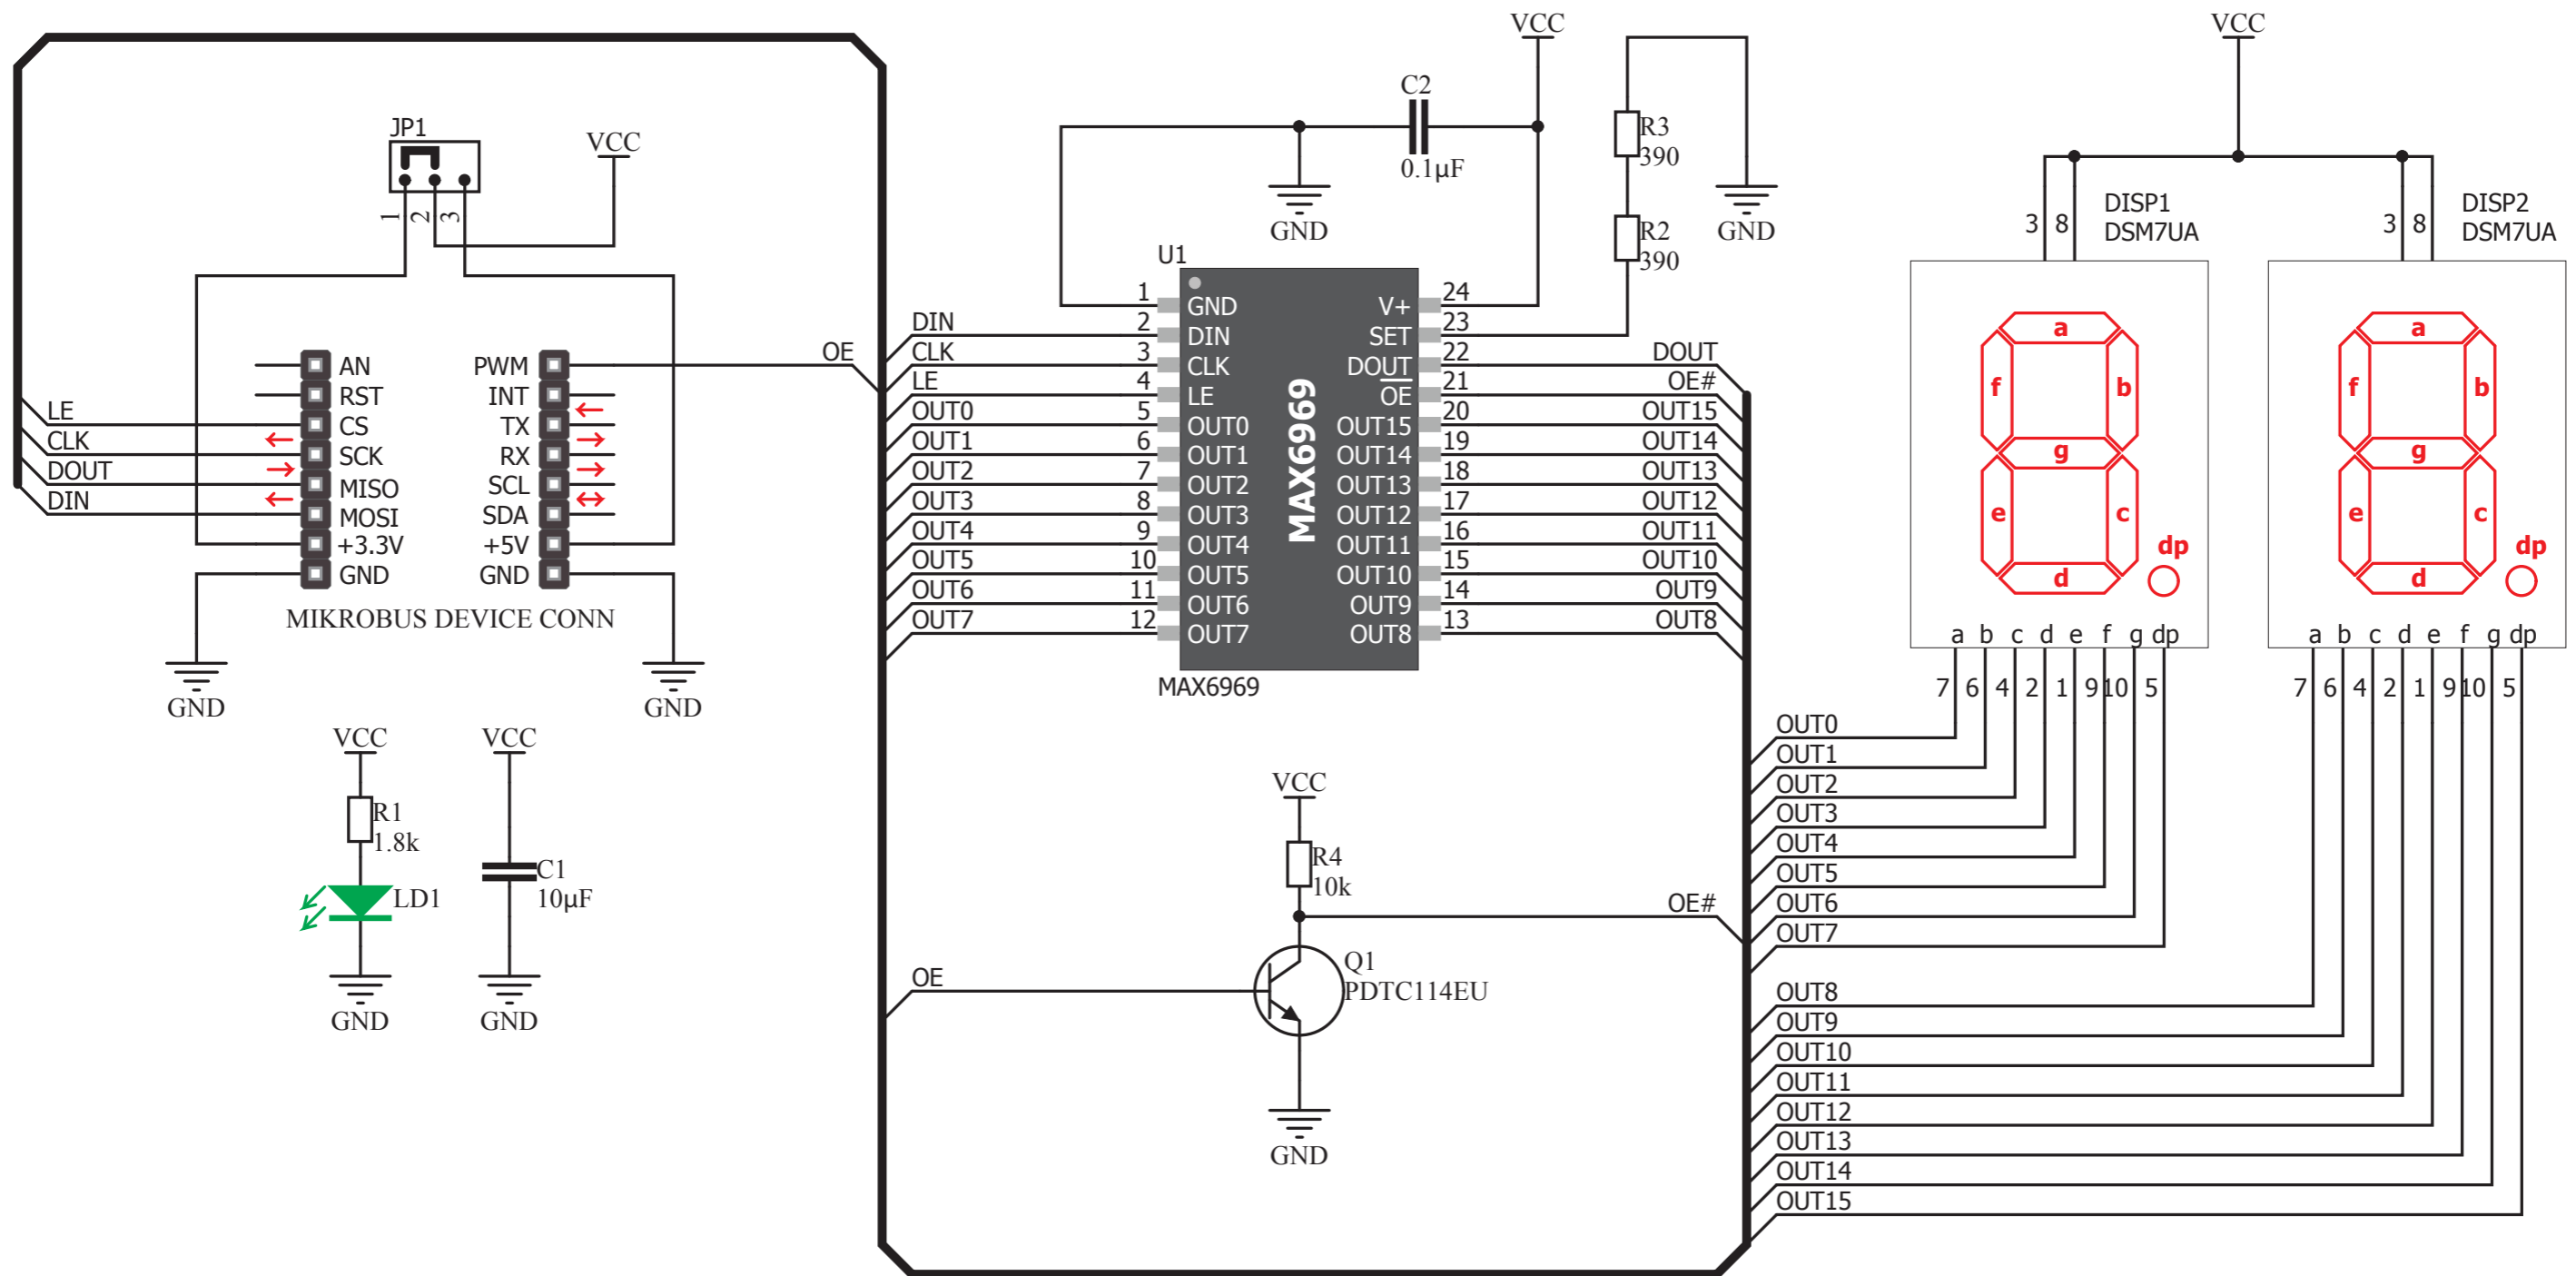 JP1
VCC
1
2
3
LE
CLK
DOUT
DIN
AN
RST
CS
SCK
MISO
MOSI
+3.3V
GND
PWM
INT
TX
RX
SCL
SDA
+5V
GND
OE
MIKROBUS DEVICE CONN
GND
GND
VCC
R1
1.8k
LD1
GND
VCC
C1
10µF
GND
VCC
C2
0.1µF
GND
R3
390
R2
390
GND
U1
DIN
CLK
LE
OUT0
OUT1
OUT2
OUT3
OUT4
OUT5
OUT6
OUT7
1
2
3
4
5
6
7
8
9
10
11
12
GND
DIN
CLK
LE
OUT0
OUT1
OUT2
OUT3
OUT4
OUT5
OUT6
OUT7
MAX6969
V+
SET
DOUT
OE
OUT15
OUT14
OUT13
OUT12
OUT11
OUT10
OUT9
OUT8
24
23
22
21
20
19
18
17
16
15
14
13
DOUT
OE#
OUT15
OUT14
OUT13
OUT12
OUT11
OUT10
OUT9
OUT8
MAX6969
VCC
R4
10k
OE#
OE
Q1
PDTC114EU
GND
VCC
3 8
DISP1
DSM7UA
a
f b
g
e c
dp
d
a b c d e f g dp
7 6 4 2 1 9 10 5
3 8
DISP2
DSM7UA
a
f b
g
e c
dp
d
a b c d e f g dp
7 6 4 2 1 9 10 5
OUT0
OUT1
OUT2
OUT3
OUT4
OUT5
OUT6
OUT7
OUT8
OUT9
OUT10
OUT11
OUT12
OUT13
OUT14
OUT15